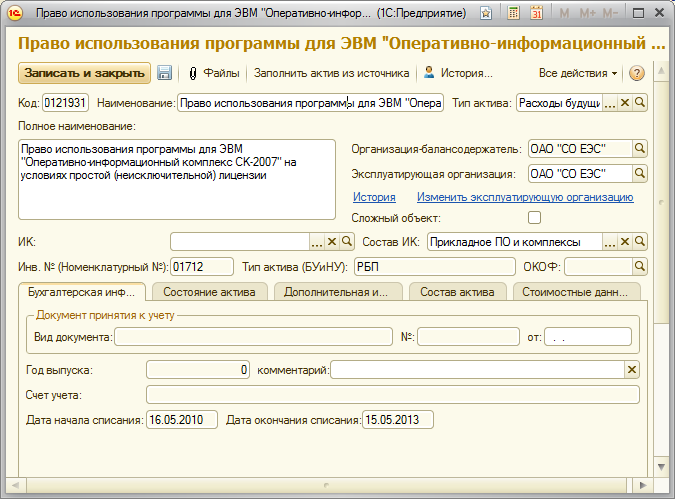 Право использования программы для ЭВМ "Оперативно-инфор... (1С:Предприятие) M M+ M-
Право использования программы для ЭВМ "Оперативно-информационный ...
Записать и закрыть Файлы Заполнить актив из источника История... Все действия ?
Код: 0121931 Наименование: Право использования программы для ЭВМ "Опера Тип актива: Расходы будущи ...
Полное наименование:
Право использования программы для ЭВМ
"Оперативно-информационный комплекс СК-2007" на
условиях простой (неисключительной) лицензии
Организация-балансодержатель: ОАО "СО ЕЭС"
Эксплуатирующая организация: ОАО "СО ЕЭС"
История Изменить эксплуатирующую организацию
Сложный объект:
ИК: ... Состав ИК: Прикладное ПО и комплексы ...
Инв. № (Номенклатурный №): 01712 Тип актива (БУиНУ): РБП ОКОФ:
Бухгалтерская инф... Состояние актива Дополнительная и... Состав актива Стоимостные данн...
Документ принятия к учету
Вид документа: №: от: . .
Год выпуска: 0 комментарий:
Счет учета:
Дата начала списания: 16.05.2010 Дата окончания списания: 15.05.2013